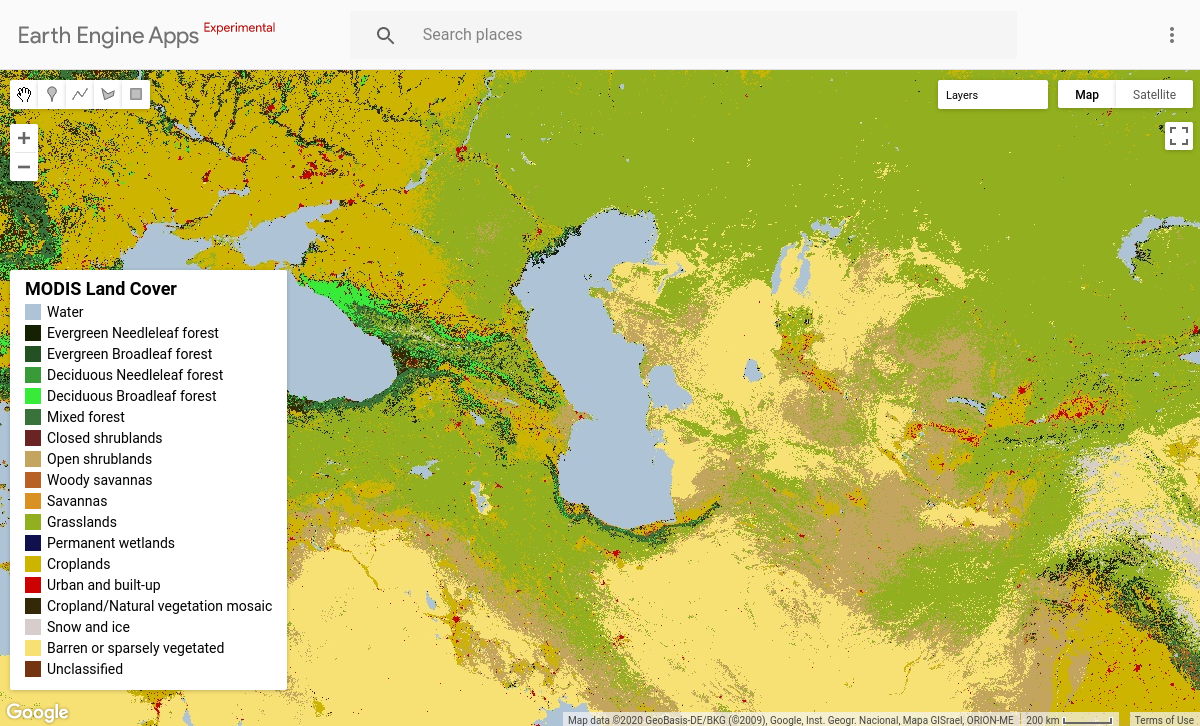 Earth Engine Apps Experimental
Search places
Layers
Map
Satellite
+
−
MODIS Land Cover
Water
Evergreen Needleleaf forest
Evergreen Broadleaf forest
Deciduous Needleleaf forest
Deciduous Broadleaf forest
Mixed forest
Closed shrublands
Open shrublands
Woody savannas
Savannas
Grasslands
Permanent wetlands
Croplands
Urban and built-up
Cropland/Natural vegetation mosaic
Snow and ice
Barren or sparsely vegetated
Unclassified
Google
Map data ©2020 GeoBasis-DE/BKG (©2009), Google, Inst. Geogr. Nacional, Mapa GISrael, ORION-ME
200 km
Terms of Use